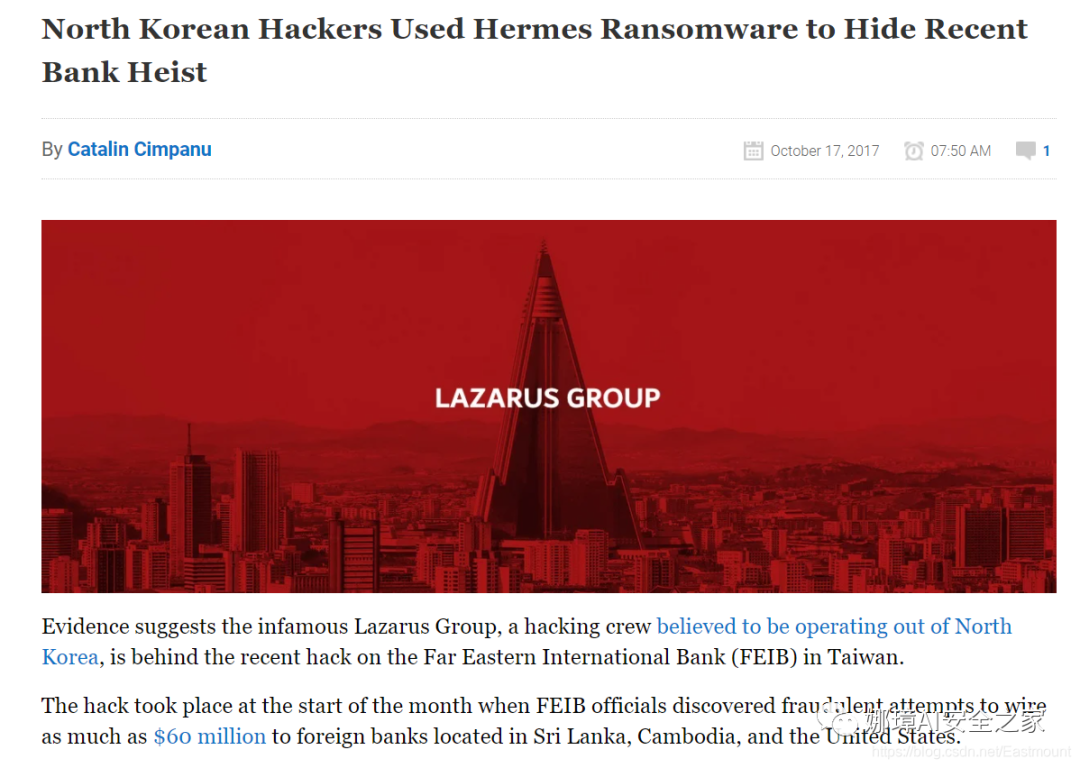 North Korean Hackers Used Hermes Ransomware to Hide Recent
Bank Heist
By Catalin Cimpanu
October 17, 2017
07:50 AM
1
LAZARUS GROUP
Evidence suggests the infamous Lazarus Group, a hacking crew believed to be operating out of North
Korea, is behind the recent hack on the Far Eastern International Bank (FEIB) in Taiwan.
The hack took place at the start of the month when FEIB officials discovered fraudulent attempts to wire
as much as $60 million to foreign banks located in Sri Lanka, Cambodia, and the United States.
娜璋AI安全之家
https://blog.csdn.net/Eastmount